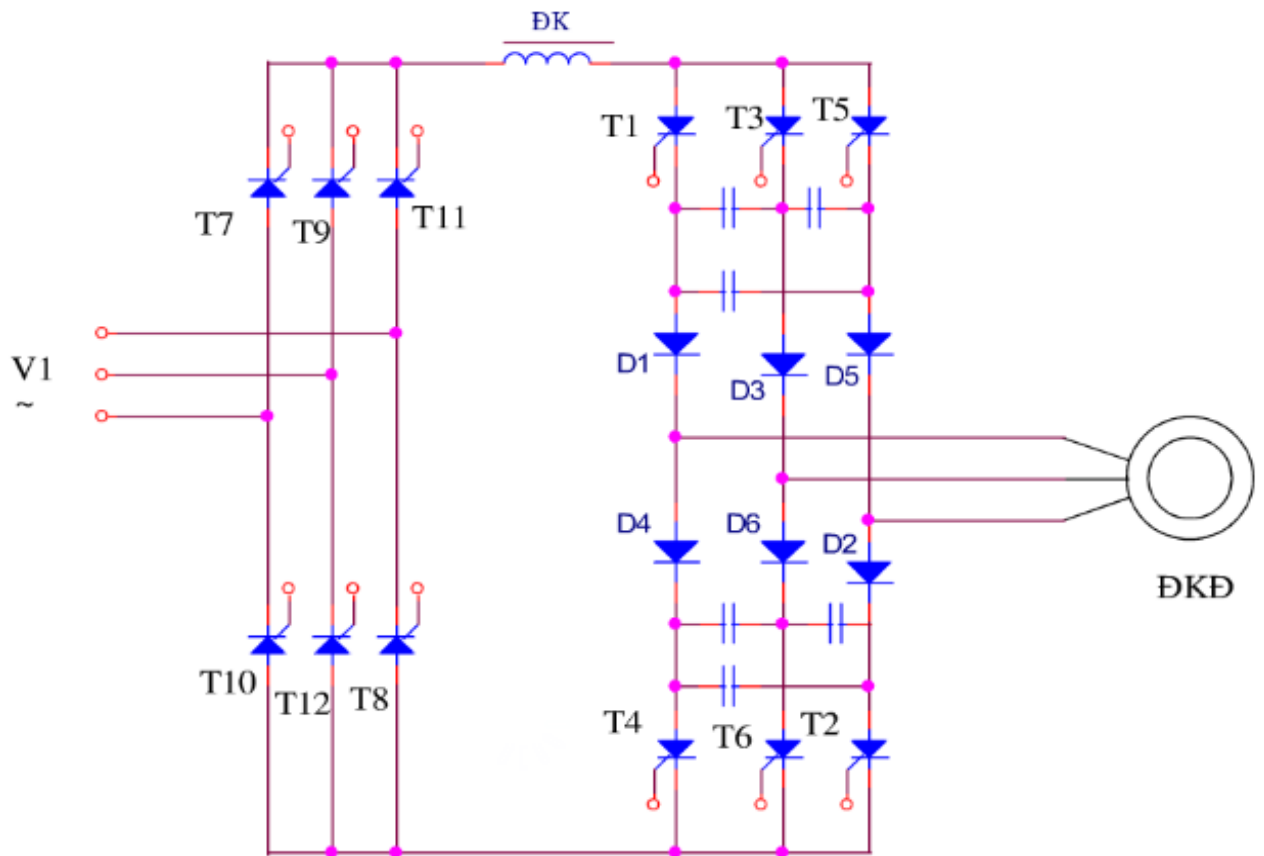 ĐK
T1 T3 T5
T7 T9 T11
D1 D3 D5
V1
~
D4 D6 D2
ĐKĐ
T10 T12 T8
T4 T6 T2